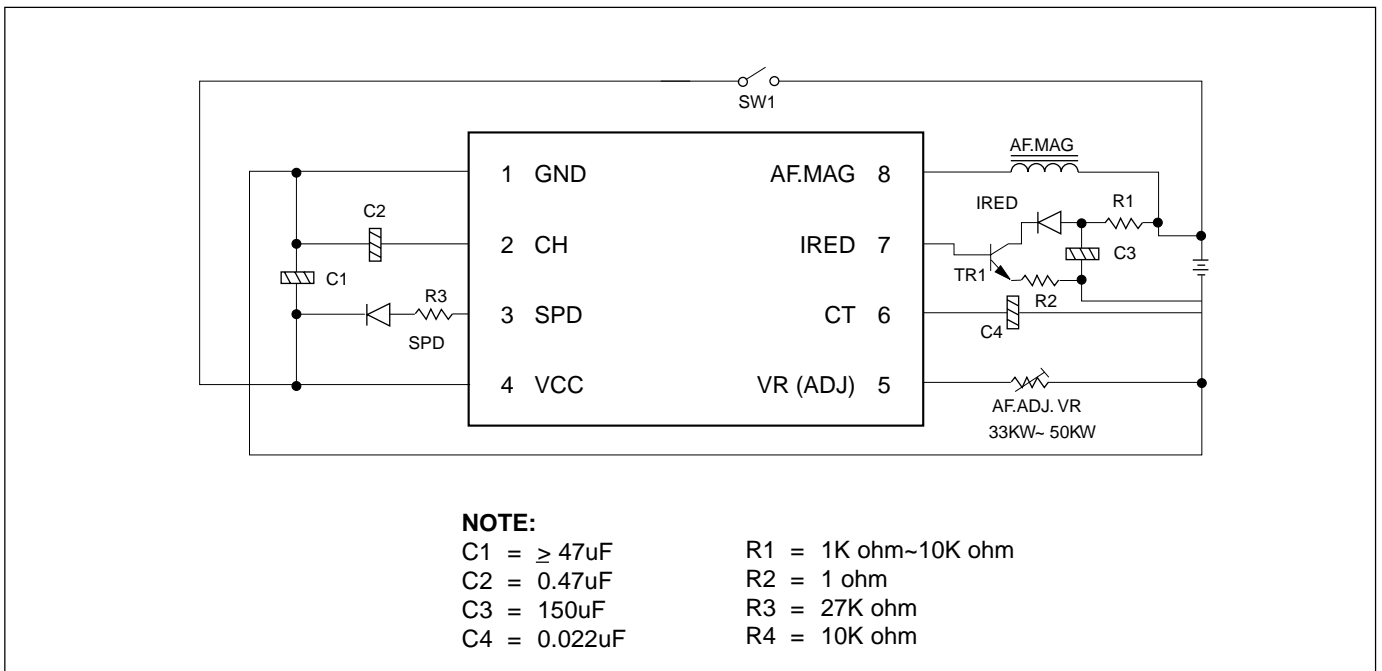 SW1
AF.MAG
1 GND
AF.MAG 8
IRED
R1
C2
2 CH
IRED 7
C3
C1
TR1
R3
R2
3 SPD
CT 6
SPD
C4
4 VCC
VR (ADJ) 5
AF.ADJ. VR
33KW~ 50KW
NOTE:
C1 = ≥ 47uF
C2 = 0.47uF
C3 = 150uF
C4 = 0.022uF
R1 = 1K ohm~10K ohm
R2 = 1 ohm
R3 = 27K ohm
R4 = 10K ohm